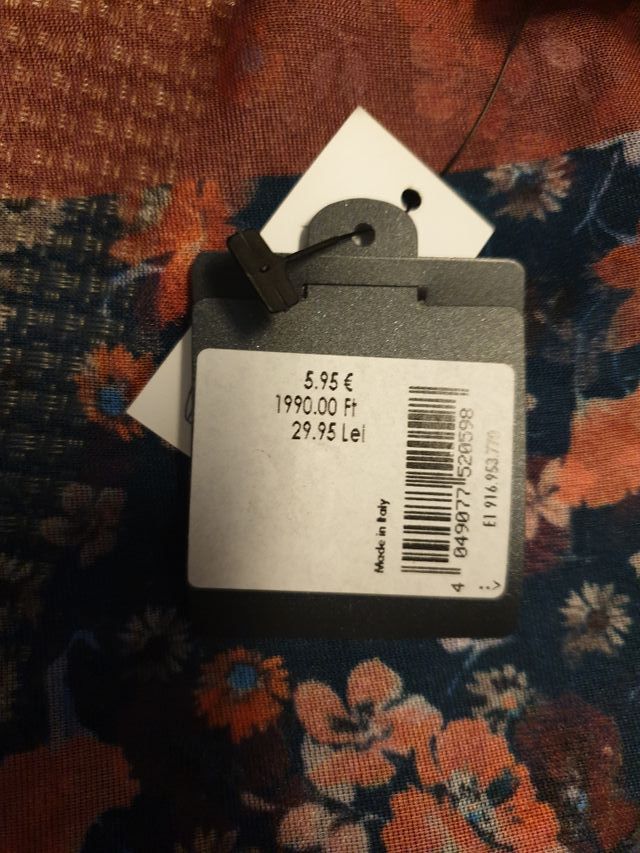 5.95 €
1990.00 Ft
29.95 Lei
Made in Italy
4 049077 520598
E1 916.953.770